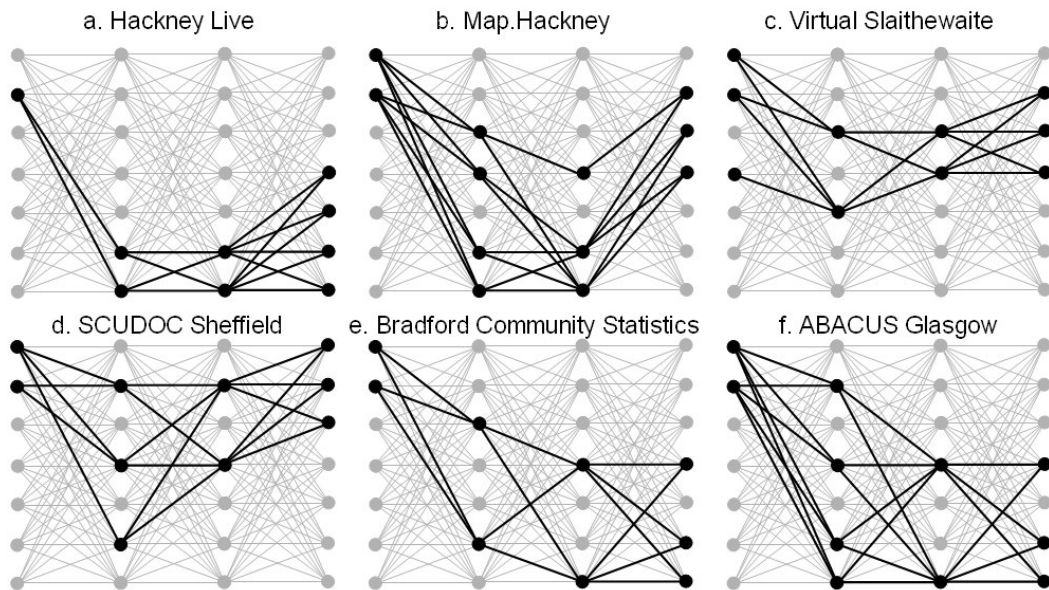 a. Hackney Live
b. Map.Hackney
c. Virtual Slaithewaite
d. SCUDOC Sheffield
e. Bradford Community Statistics
f. ABACUS Glasgow